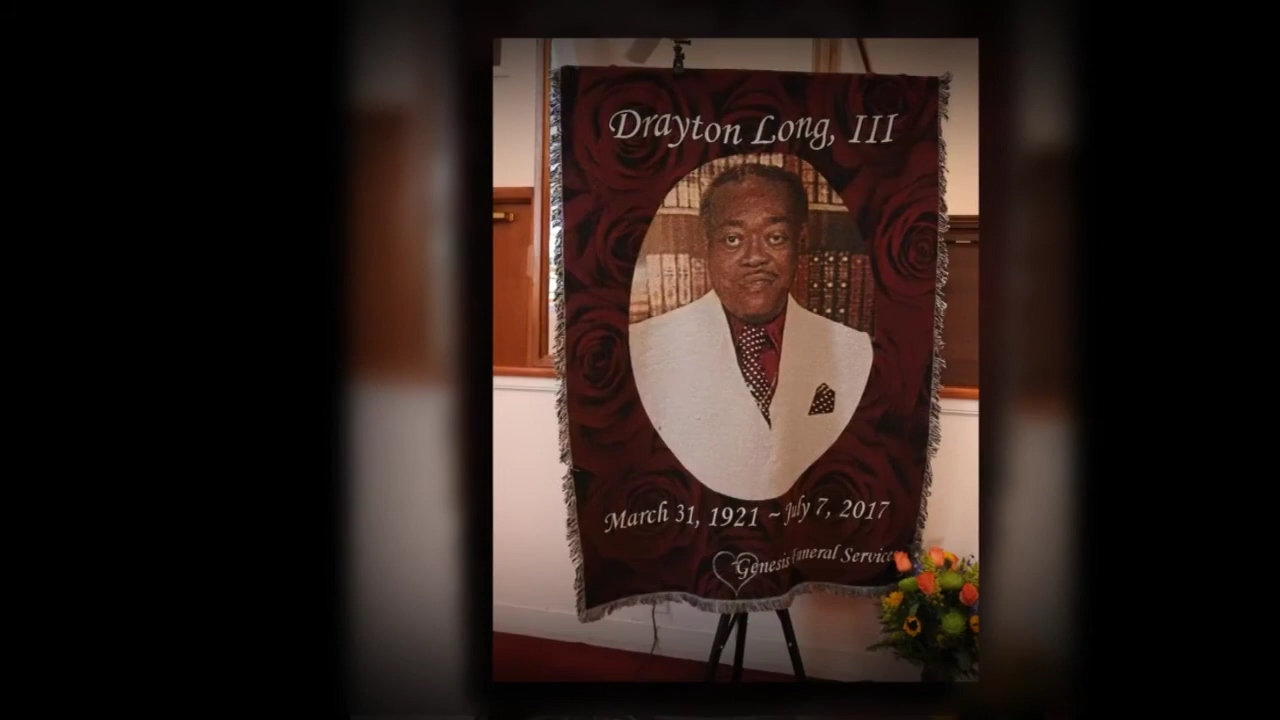 Drayton Long, III
March 31, 1921 ~ July 7, 2017
Genesis Funeral Services